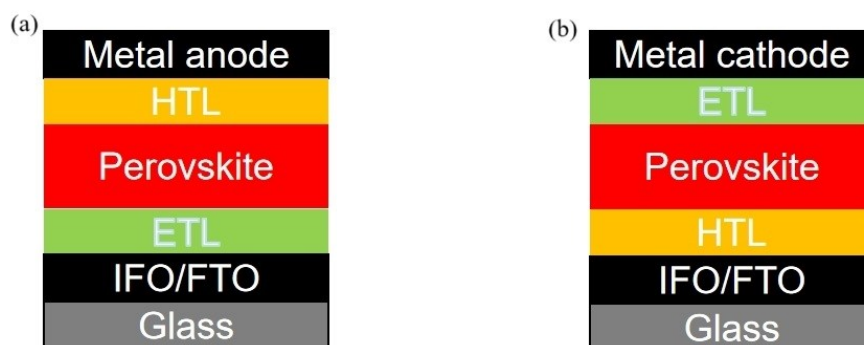 (a)
Metal anode
HTL
Perovskite
ETL
IFO/FTO
Glass
(b)
Metal cathode
ETL
Perovskite
HTL
IFO/FTO
Glass